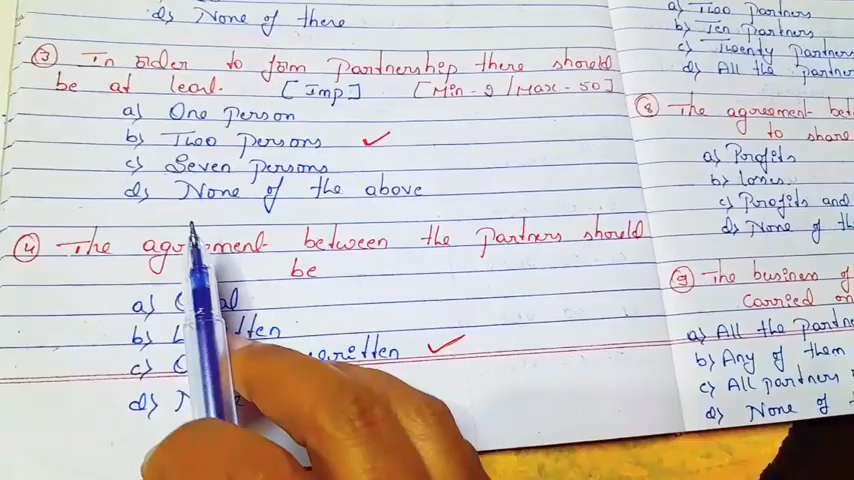 d) None of there
③ In order to form Partnership there should
be at least. [Imp] [Min - 2 / Max - 50]
a) One person
b) Two persons ✓
c) Seven Persons
d) None of the above
④ The between the partners should
be
a)
b)
c) written ✓
d)
a) Two Partners
b) Ten Partners
c) Twenty Partners
d) All the
⑧ The agreement
to share
a) Profits
b) losses
c) Profits and
d) None of
⑨ The business of
Carried on
a) All the
b) Any of them
c) All partners
d) None of